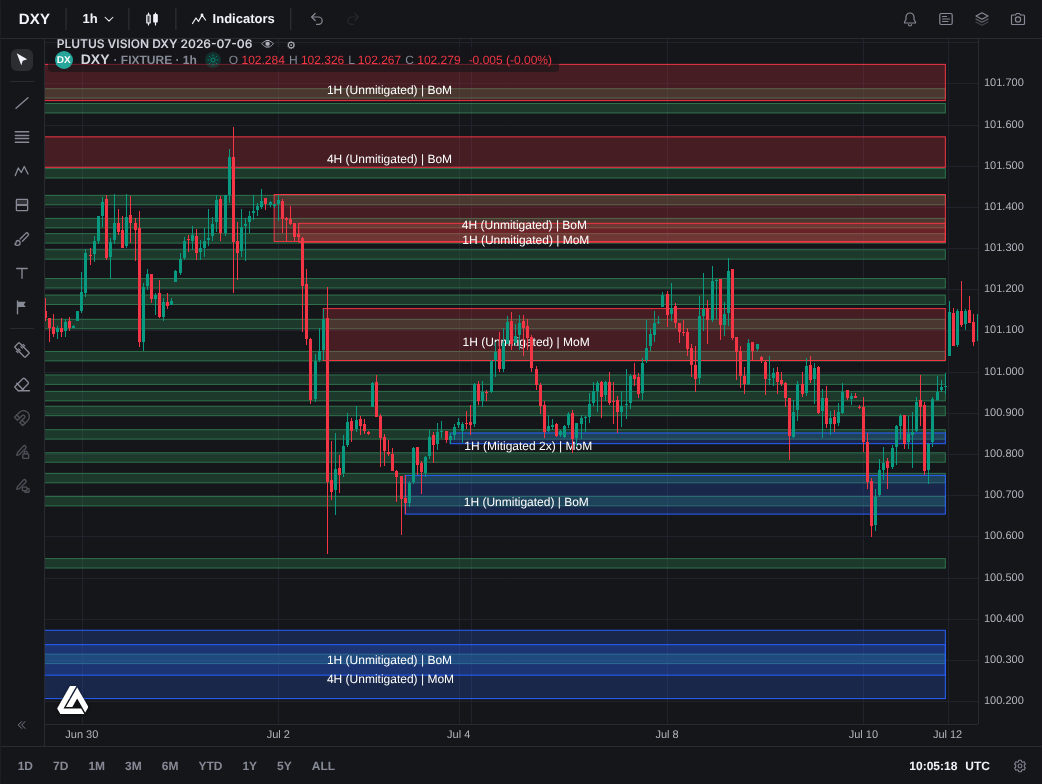 DXY 1h Indicators
PLUTUS VISION DXY 2026-07-06
DX DXY · FIXTURE · 1h O 102.284 H 102.326 L 102.267 C 102.279 -0.005 (-0.00%)
101.700
1H (Unmitigated) | BoM
101.600
101.500
4H (Unmitigated) | BoM
101.400
4H (Unmitigated) | BoM
1H (Unmitigated) | MoM
101.300
101.200
101.100
1H (Unmitigated) | MoM
101.000
100.900
1H (Mitigated 2x) | MoM
100.800
100.700
1H (Unmitigated) | BoM
100.600
100.500
100.400
1H (Unmitigated) | BoM
100.300
4H (Unmitigated) | MoM
100.200
Jun 30 Jul 2 Jul 4 Jul 8 Jul 10 Jul 12
1D 7D 1M 3M 6M YTD 1Y 5Y ALL 10:05:18 UTC